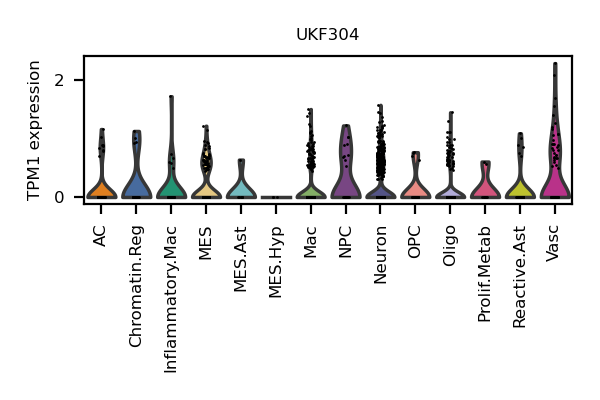 UKF304
TPM1 expression
2
0
AC
Chromatin.Reg
Inflammatory.Mac
MES
MES.Ast
MES.Hyp
Mac
NPC
Neuron
OPC
Oligo
Prolif.Metab
Reactive.Ast
Vasc